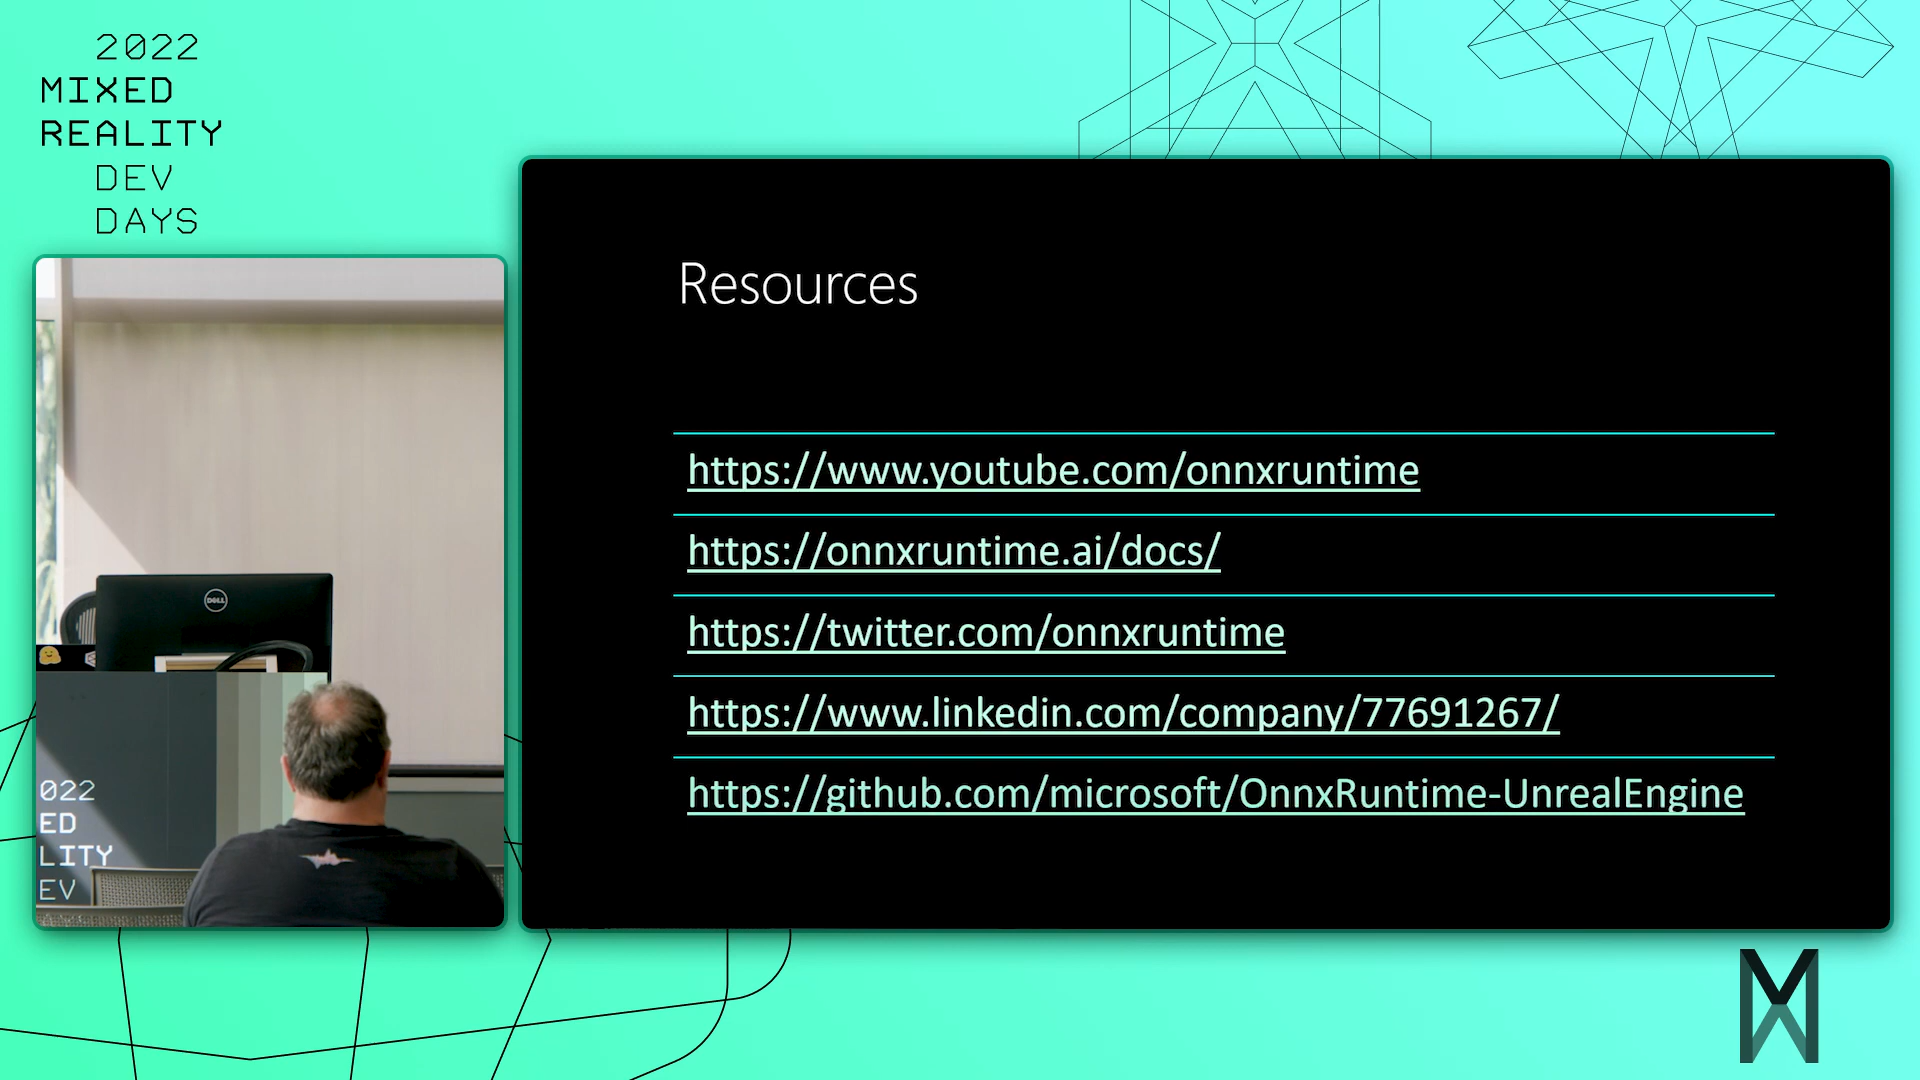 2022
MIXED
REALITY
DEV
DAYS
Resources
https://www.youtube.com/onnxruntime
https://onnxruntime.ai/docs/
https://twitter.com/onnxruntime
https://www.linkedin.com/company/77691267/
https://github.com/microsoft/OnnxRuntime-UnrealEngine
DELL
022
ED
LITY
EV